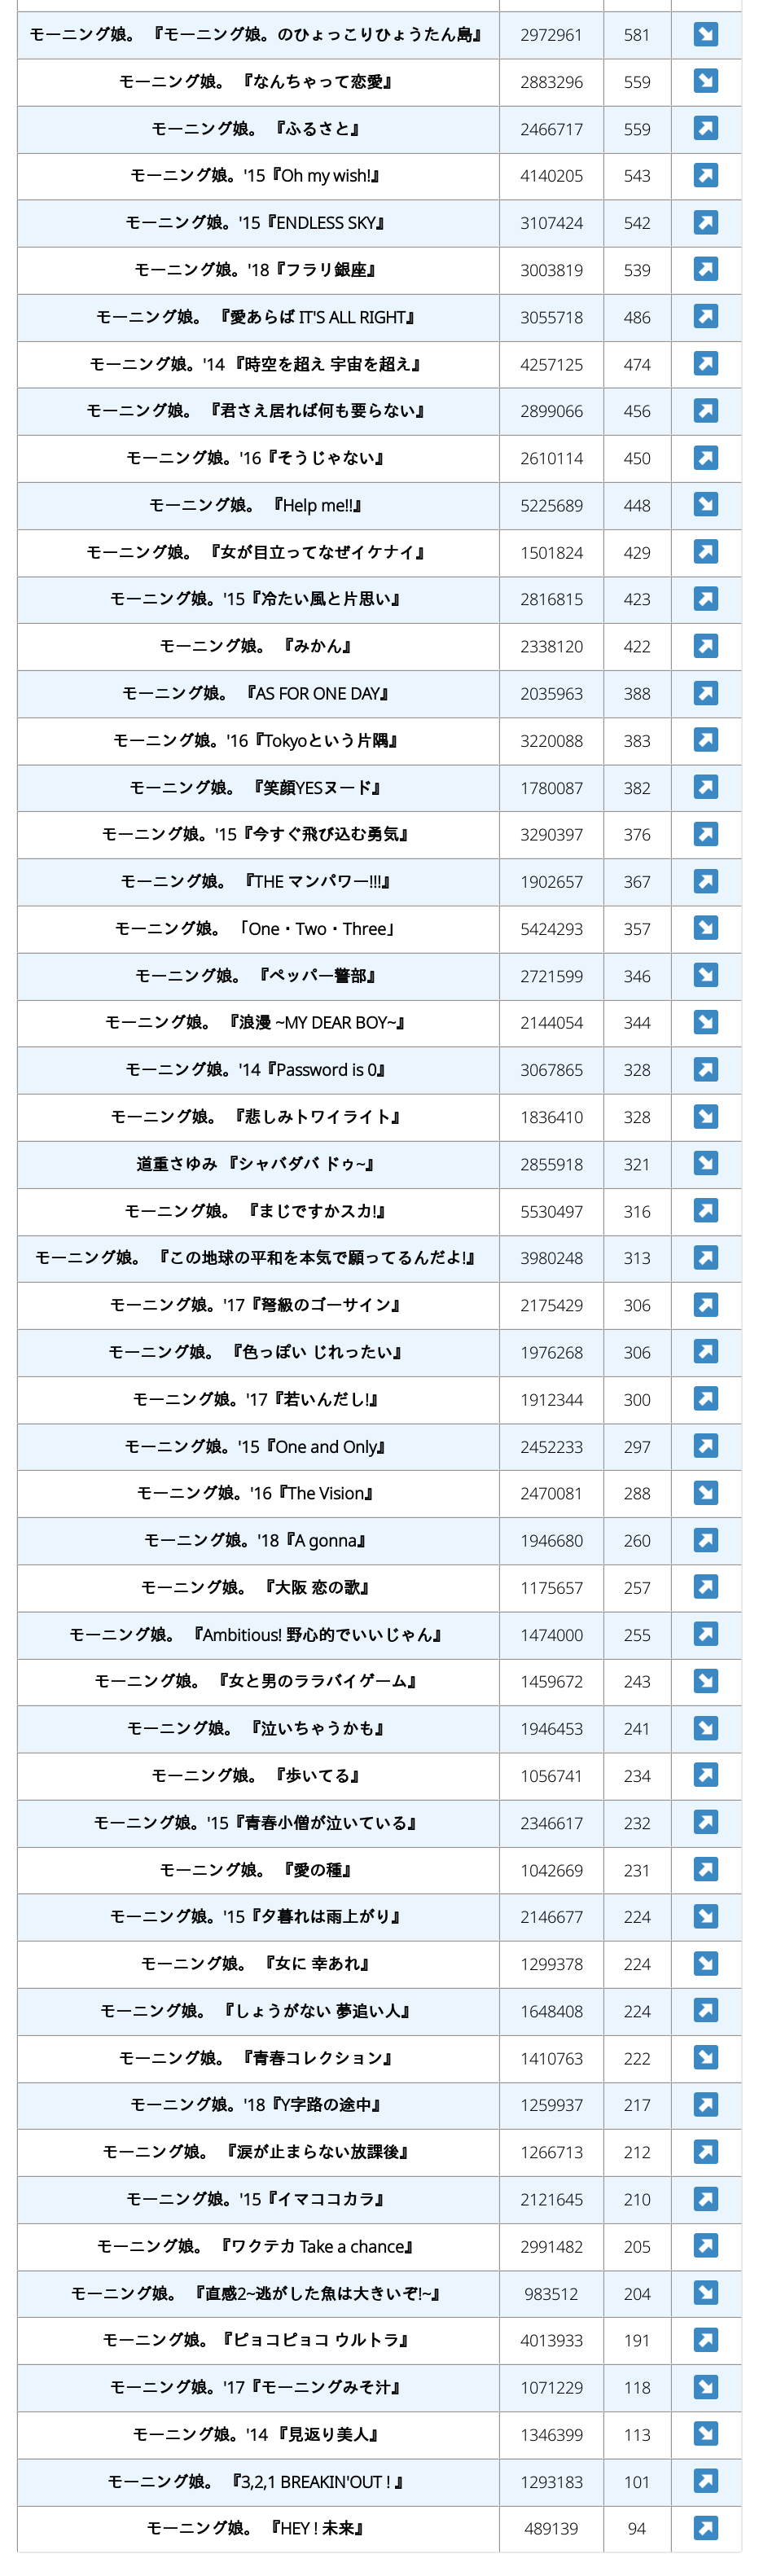 モーニング娘。 『モーニング娘。のひょっこりひょうたん島』 2972961 581 ↘
モーニング娘。 『なんちゃって恋愛』 2883296 559 ↘
モーニング娘。 『ふるさと』 2466717 559 ↗
モーニング娘。'15『Oh my wish!』 4140205 543 ↗
モーニング娘。'15『ENDLESS SKY』 3107424 542 ↗
モーニング娘。'18『フラリ銀座』 3003819 539 ↗
モーニング娘。 『愛あらば IT'S ALL RIGHT』 3055718 486 ↗
モーニング娘。'14 『時空を超え 宇宙を超え』 4257125 474 ↗
モーニング娘。 『君さえ居れば何も要らない』 2899066 456 ↗
モーニング娘。'16『そうじゃない』 2610114 450 ↗
モーニング娘。 『Help me!!』 5225689 448 ↘
モーニング娘。 『女が目立ってなぜイケナイ』 1501824 429 ↗
モーニング娘。'15『冷たい風と片思い』 2816815 423 ↗
モーニング娘。 『みかん』 2338120 422 ↗
モーニング娘。 『AS FOR ONE DAY』 2035963 388 ↗
モーニング娘。'16『Tokyoという片隅』 3220088 383 ↗
モーニング娘。 『笑顔YESヌード』 1780087 382 ↗
モーニング娘。'15『今すぐ飛び込む勇気』 3290397 376 ↗
モーニング娘。 『THE マンパワー!!!』 1902657 367 ↗
モーニング娘。 「One・Two・Three」 5424293 357 ↘
モーニング娘。 『ペッパー警部』 2721599 346 ↘
モーニング娘。 『浪漫 ~MY DEAR BOY~』 2144054 344 ↘
モーニング娘。'14『Password is 0』 3067865 328 ↗
モーニング娘。 『悲しみトワイライト』 1836410 328 ↘
道重さゆみ 『シャバダバ ドゥ~』 2855918 321 ↘
モーニング娘。 『まじですかスカ!』 5530497 316 ↗
モーニング娘。 『この地球の平和を本気で願ってるんだよ!』 3980248 313 ↗
モーニング娘。'17『弩級のゴーサイン』 2175429 306 ↗
モーニング娘。 『色っぽい じれったい』 1976268 306 ↗
モーニング娘。'17『若いんだし!』 1912344 300 ↗
モーニング娘。'15『One and Only』 2452233 297 ↗
モーニング娘。'16『The Vision』 2470081 288 ↘
モーニング娘。'18『A gonna』 1946680 260 ↗
モーニング娘。 『大阪 恋の歌』 1175657 257 ↗
モーニング娘。 『Ambitious! 野心的でいいじゃん』 1474000 255 ↗
モーニング娘。 『女と男のララバイゲーム』 1459672 243 ↘
モーニング娘。 『泣いちゃうかも』 1946453 241 ↘
モーニング娘。 『歩いてる』 1056741 234 ↗
モーニング娘。'15『青春小僧が泣いている』 2346617 232 ↗
モーニング娘。 『愛の種』 1042669 231 ↗
モーニング娘。'15『夕暮れは雨上がり』 2146677 224 ↘
モーニング娘。 『女に 幸あれ』 1299378 224 ↘
モーニング娘。 『しょうがない 夢追い人』 1648408 224 ↗
モーニング娘。 『青春コレクション』 1410763 222 ↘
モーニング娘。'18『Y字路の途中』 1259937 217 ↗
モーニング娘。 『涙が止まらない放課後』 1266713 212 ↗
モーニング娘。'15『イマココカラ』 2121645 210 ↗
モーニング娘。 『ワクテカ Take a chance』 2991482 205 ↗
モーニング娘。 『直感2~逃がした魚は大きいぞ!~』 983512 204 ↘
モーニング娘。『ピョコピョコ ウルトラ』 4013933 191 ↗
モーニング娘。'17『モーニングみそ汁』 1071229 118 ↘
モーニング娘。'14 『見返り美人』 1346399 113 ↘
モーニング娘。 『3,2,1 BREAKIN'OUT ! 』 1293183 101 ↗
モーニング娘。 『HEY ! 未来』 489139 94 ↗